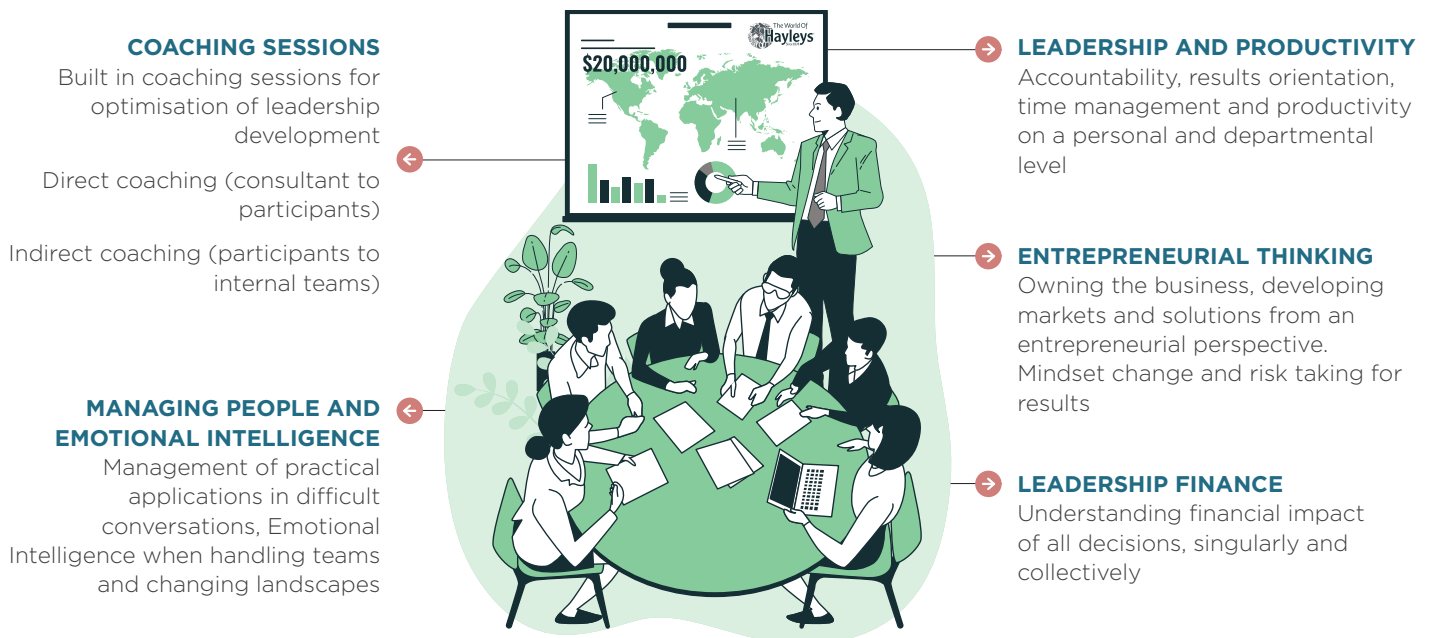 COACHING SESSIONS
Built in coaching sessions for
optimisation of leadership
development
Direct coaching (consultant to
participants)
Indirect coaching (participants to
internal teams)
MANAGING PEOPLE AND
EMOTIONAL INTELLIGENCE
Management of practical
applications in difficult
conversations, Emotional
Intelligence when handling teams
and changing landscapes
The World Of
Hayleys
$20,000,000
LEADERSHIP AND PRODUCTIVITY
Accountability, results orientation,
time management and productivity
on a personal and departmental
level
ENTREPRENEURIAL THINKING
Owning the business, developing
markets and solutions from an
entrepreneurial perspective.
Mindset change and risk taking for
results
LEADERSHIP FINANCE
Understanding financial impact
of all decisions, singularly and
collectively